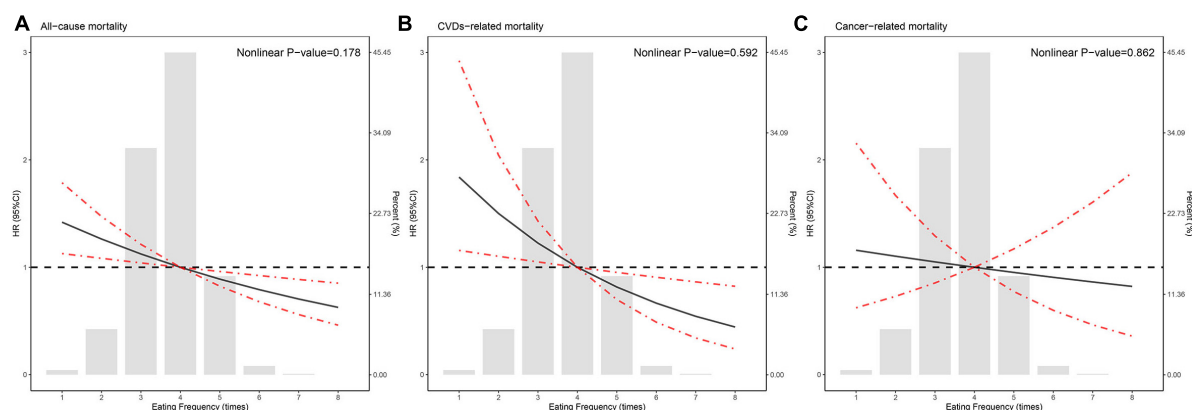 A
All-cause mortality
Nonlinear P-value=0.178
HR (95%CI)
3
2
1
0
45.45
34.09
22.73
11.36
0.00
Percent (%)
1 2 3 4 5 6 7 8
Eating Frequency (times)
B
CVDs-related mortality
Nonlinear P-value=0.592
HR (95%CI)
3
2
1
0
45.45
34.09
22.73
11.36
0.00
Percent (%)
1 2 3 4 5 6 7 8
Eating Frequency (times)
C
Cancer-related mortality
Nonlinear P-value=0.862
HR (95%CI)
3
2
1
0
45.45
34.09
22.73
11.36
0.00
Percent (%)
1 2 3 4 5 6 7 8
Eating Frequency (times)